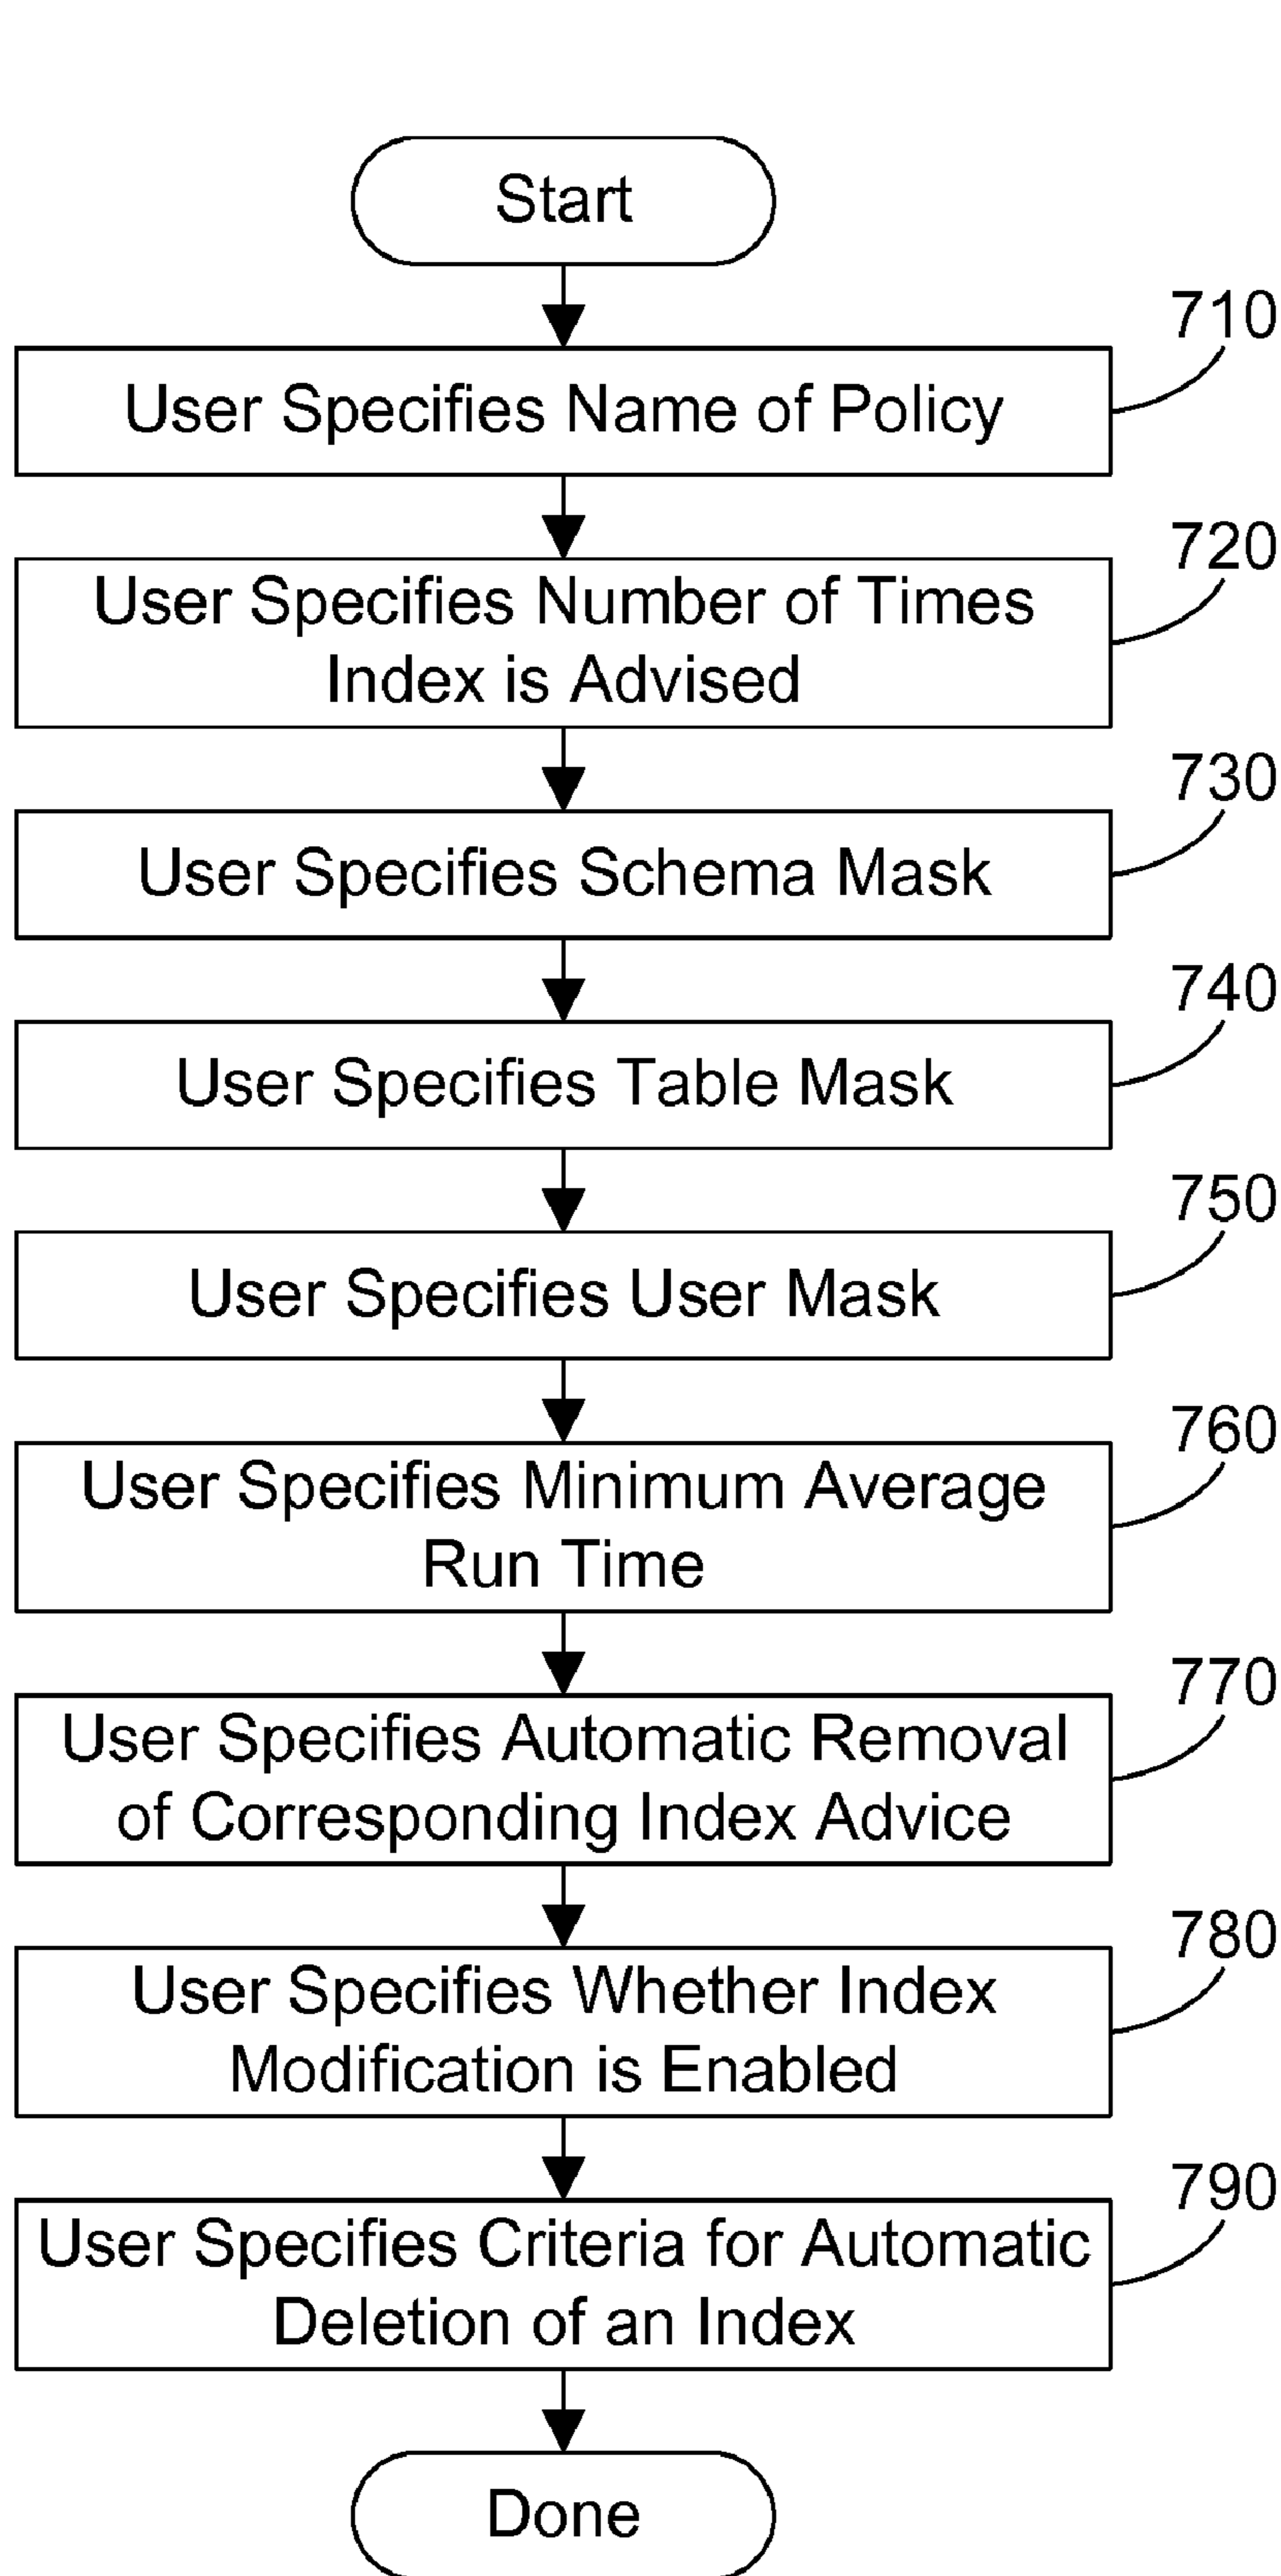 Start
710
User Specifies Name of Policy
720
User Specifies Number of Times
Index is Advised
730
User Specifies Schema Mask
740
User Specifies Table Mask
750
User Specifies User Mask
760
User Specifies Minimum Average
Run Time
770
User Specifies Automatic Removal
of Corresponding Index Advice
780
User Specifies Whether Index
Modification is Enabled
790
User Specifies Criteria for Automatic
Deletion of an Index
Done